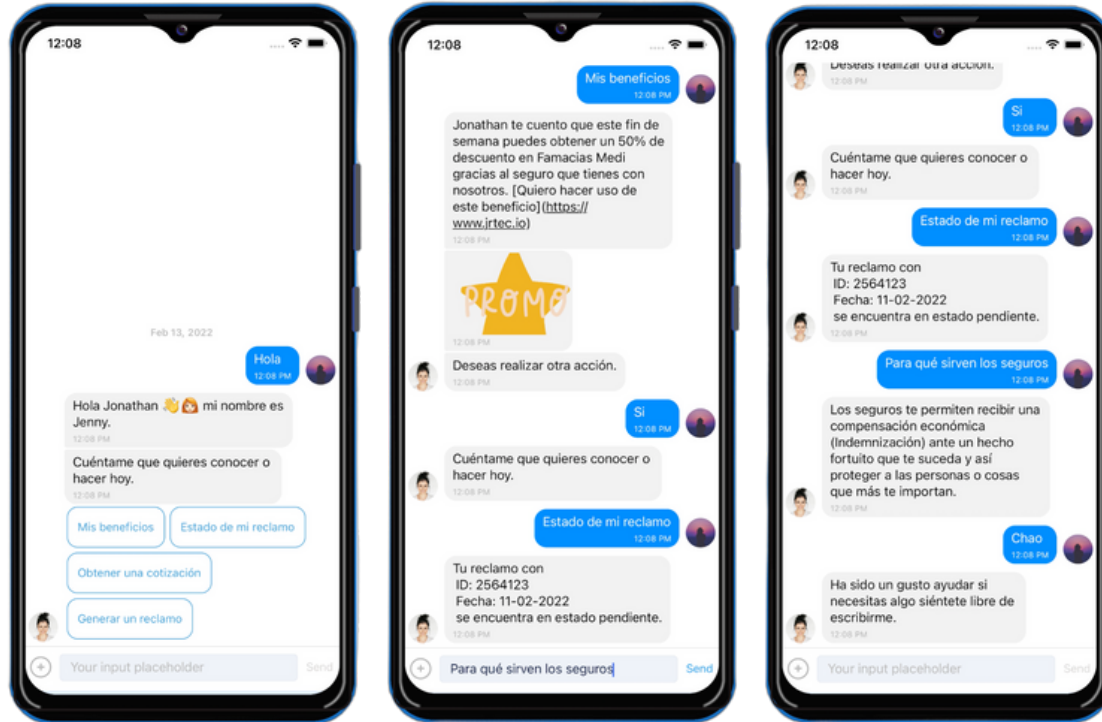 12:08
Feb 13, 2022
Hola
12:08 PM
Hola Jonathan 👋👩🏻‍🦰 mi nombre es
Jenny.
12:08 PM
Cuéntame que quieres conocer o
hacer hoy.
12:08 PM
Mis beneficios
Estado de mi reclamo
Obtener una cotización
Generar un reclamo
Your input placeholder
Send
12:08
Mis beneficios
12:08 PM
Jonathan te cuento que este fin de
semana puedes obtener un 50% de
descuento en Famacias Medi
gracias al seguro que tienes con
nosotros. [Quiero hacer uso de
este beneficio](https://
www.jrtec.io)
12:08 PM
PROMO
12:08 PM
Deseas realizar otra acción.
12:08 PM
Si
12:08 PM
Cuéntame que quieres conocer o
hacer hoy.
12:08 PM
Estado de mi reclamo
12:08 PM
Tu reclamo con
ID: 2564123
Fecha: 11-02-2022
se encuentra en estado pendiente.
12:08 PM
Para qué sirven los seguros
Send
12:08
Deseas realizar otra acción.
12:08 PM
Si
12:08 PM
Cuéntame que quieres conocer o
hacer hoy.
12:08 PM
Estado de mi reclamo
12:08 PM
Tu reclamo con
ID: 2564123
Fecha: 11-02-2022
se encuentra en estado pendiente.
12:08 PM
Para qué sirven los seguros
12:08 PM
Los seguros te permiten recibir una
compensación económica
(Indemnización) ante un hecho
fortuito que te suceda y así
proteger a las personas o cosas
que más te importan.
12:08 PM
Chao
12:08 PM
Ha sido un gusto ayudar si
necesitas algo siéntete libre de
escribirme.
12:08 PM
Your input placeholder
Send